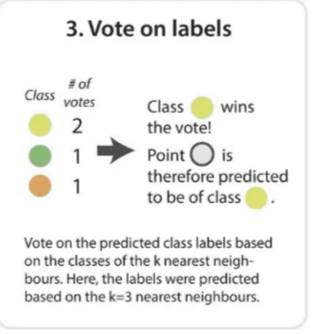 3. Vote on labels
Class # of votes
2
1
1
Class wins
the vote!
Point is
therefore predicted
to be of class .
Vote on the predicted class labels based
on the classes of the k nearest neigh-
bours. Here, the labels were predicted
based on the k=3 nearest neighbours.